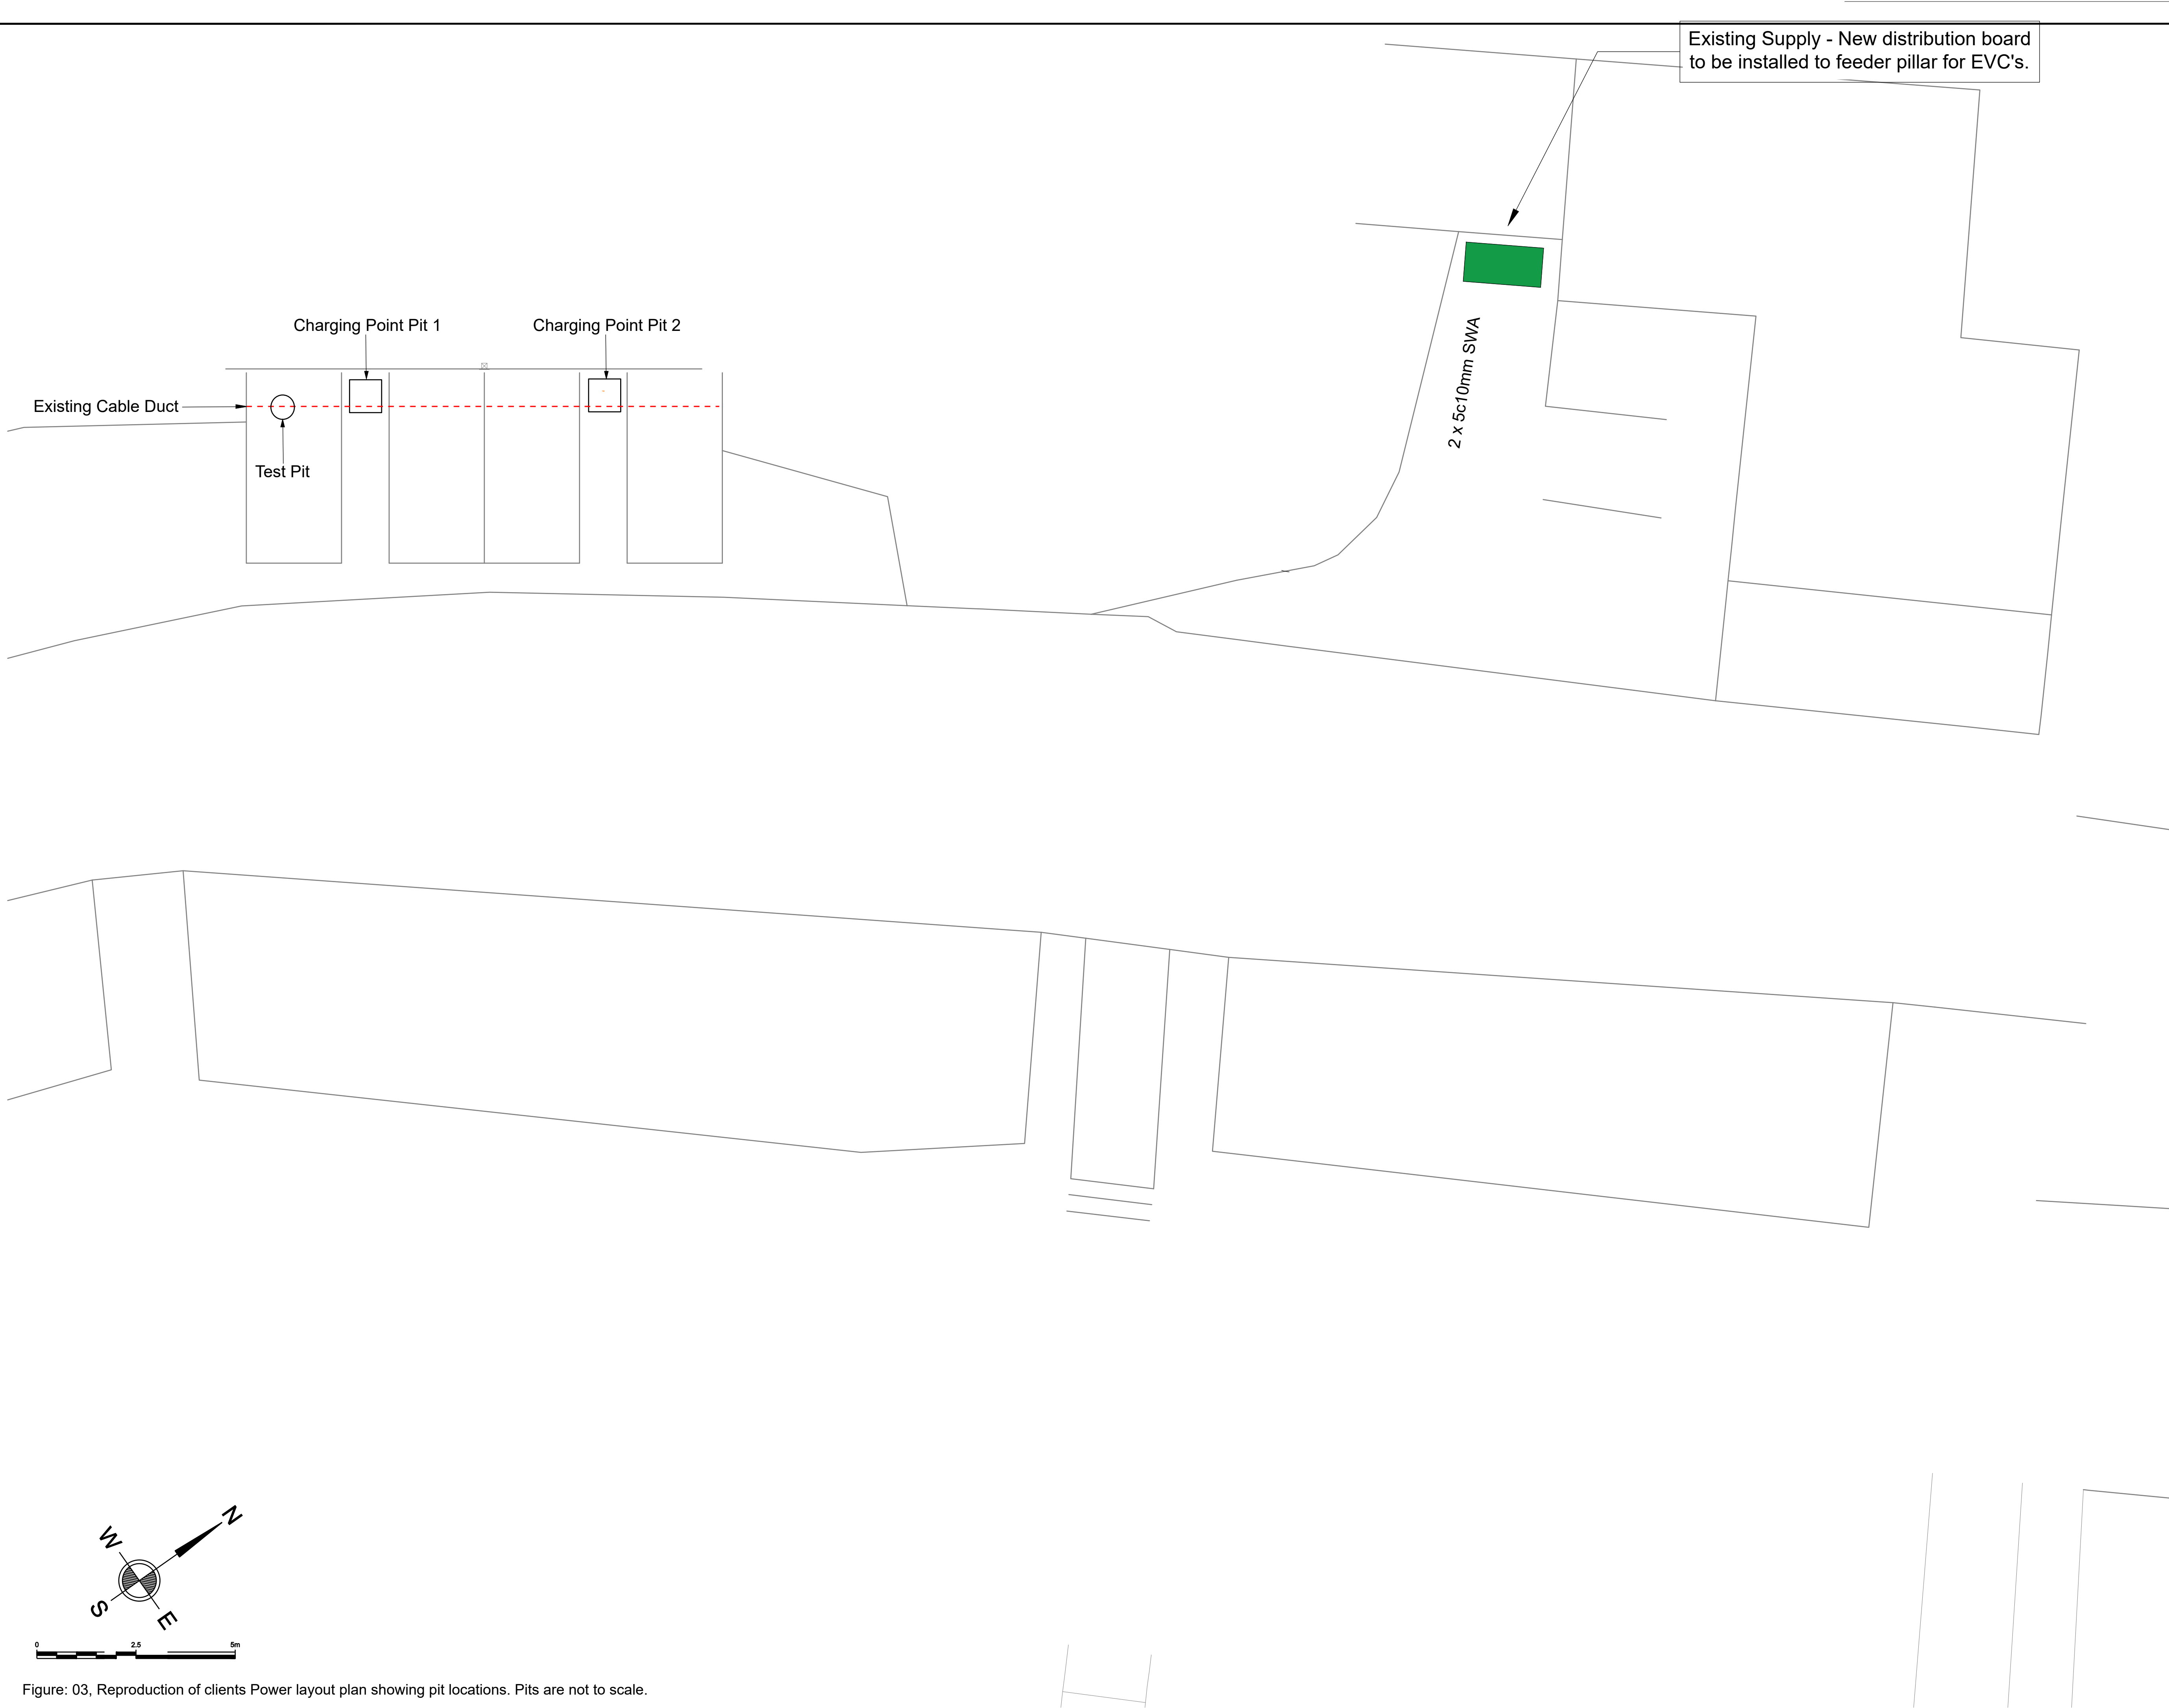 Existing Supply - New distribution board
to be installed to feeder pillar for EVC's.
Charging Point Pit 1
Charging Point Pit 2
Existing Cable Duct
Test Pit
2 x 5c10mm SWA
N
W
S
E
0 2.5 5m
Figure: 03, Reproduction of clients Power layout plan showing pit locations. Pits are not to scale.